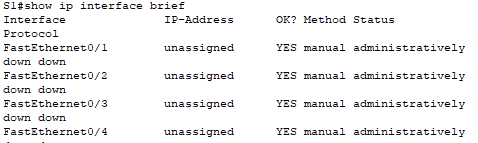 S1#show ip interface brief
Interface IP-Address OK? Method Status
Protocol
FastEthernet0/1 unassigned YES manual administratively
down down
FastEthernet0/2 unassigned YES manual administratively
down down
FastEthernet0/3 unassigned YES manual administratively
down down
FastEthernet0/4 unassigned YES manual administratively